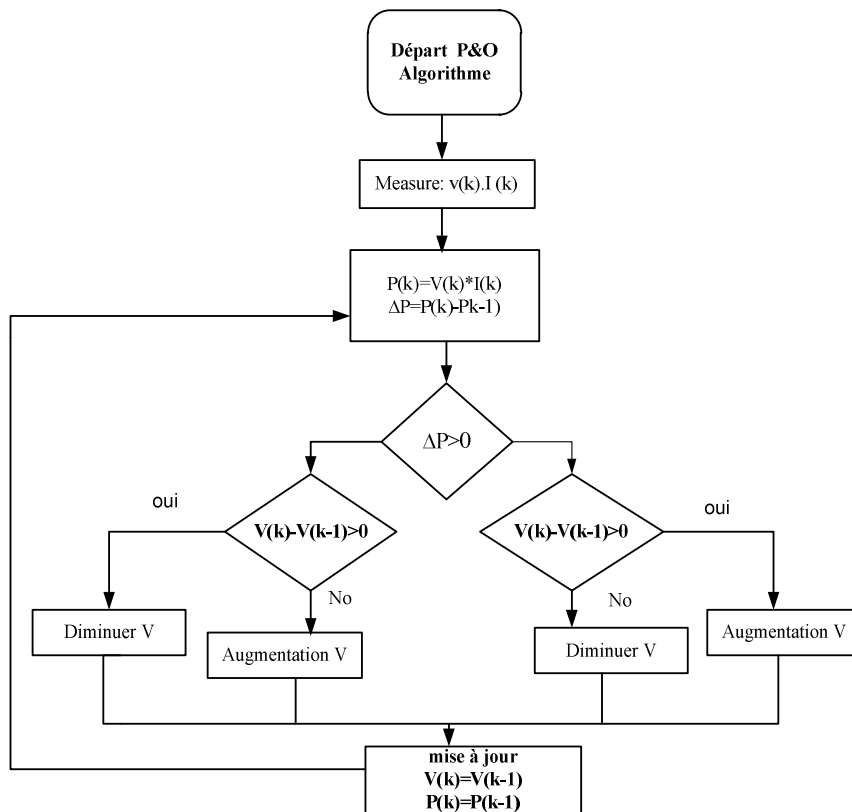 Départ P&O
Algorithme
Measure: v(k).I (k)
P(k)=V(k)*I(k)
ΔP=P(k)-Pk-1)
ΔP>0
oui
V(k)-V(k-1)>0
V(k)-V(k-1)>0
oui
No
No
Diminuer V
Augmentation V
Diminuer V
Augmentation V
mise à jour
V(k)=V(k-1)
P(k)=P(k-1)